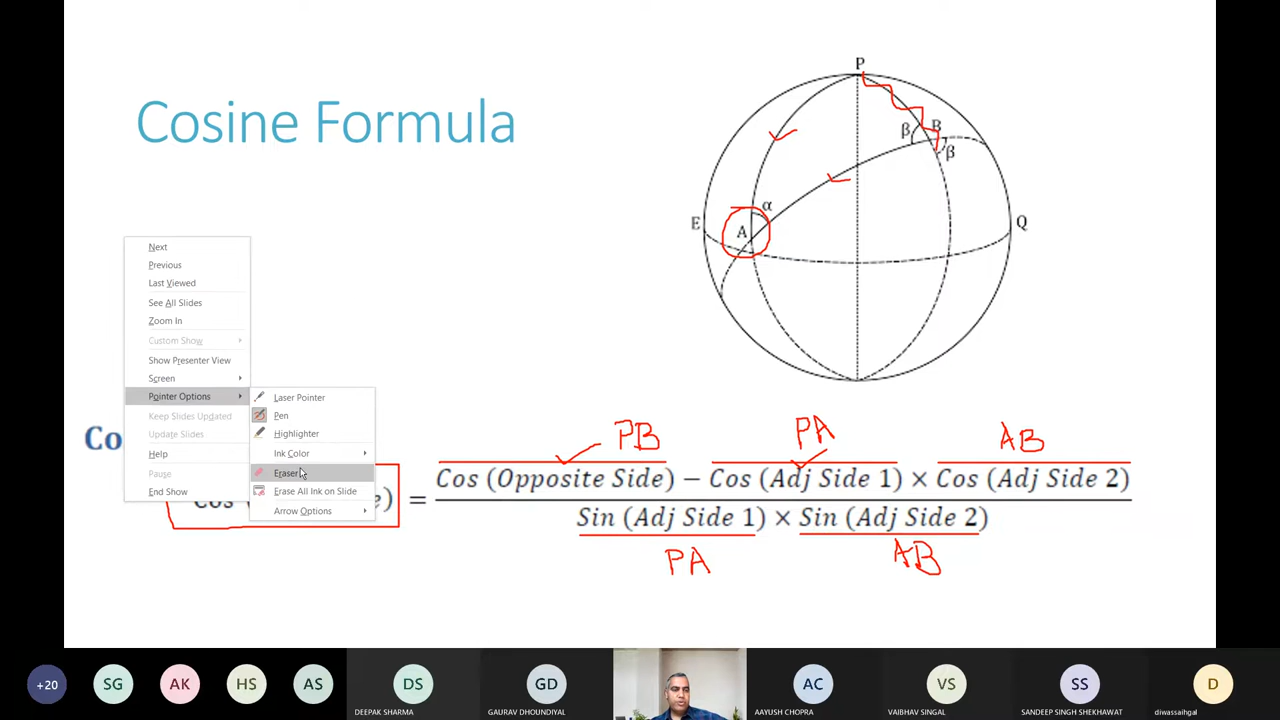 Cosine Formula
P
B
β
β
α
A
E
Q
Next
Previous
Last Viewed
See All Slides
Zoom In
Custom Show
Show Presenter View
Screen
Pointer Options
Keep Slides Updated
Update Slides
Help
Pause
End Show
Laser Pointer
Pen
Highlighter
Ink Color
Eraser
Erase All Ink on Slide
Arrow Options
PB PA AB
Co
= Cos (Opposite Side) − Cos (Adj Side 1) × Cos (Adj Side 2)
Sin (Adj Side 1) × Sin (Adj Side 2)
PA AB
+20 SG AK HS AS DS GD AC VS SS D
DEEPAK SHARMA GAURAV DHOUNDIYAL AAYUSH CHOPRA VAIBHAV SINGAL SANDEEP SINGH SHEKHAWAT diwassaihgal